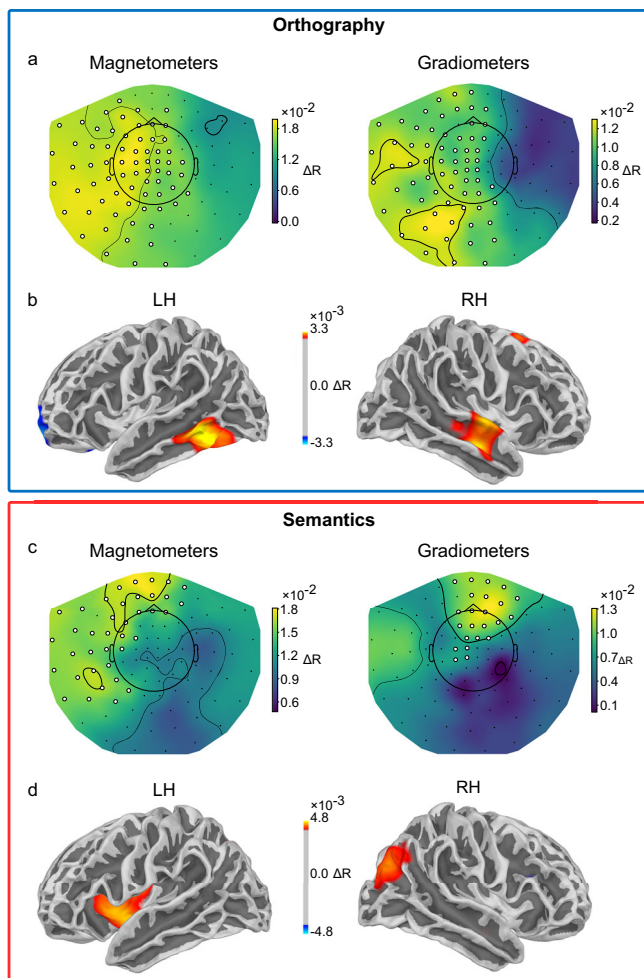 Orthography
a
Magnetometers
Gradiometers
×10⁻²
1.8
1.2
ΔR
0.6
0.0
×10⁻²
1.2
1.0
0.8
ΔR
0.6
0.4
0.2
b
LH
RH
×10⁻³
3.3
0.0 ΔR
-3.3
Semantics
c
Magnetometers
Gradiometers
×10⁻²
1.8
1.5
1.2
ΔR
0.9
0.6
×10⁻²
1.3
1.0
0.7 ΔR
0.4
0.1
d
LH
RH
×10⁻³
4.8
0.0 ΔR
-4.8